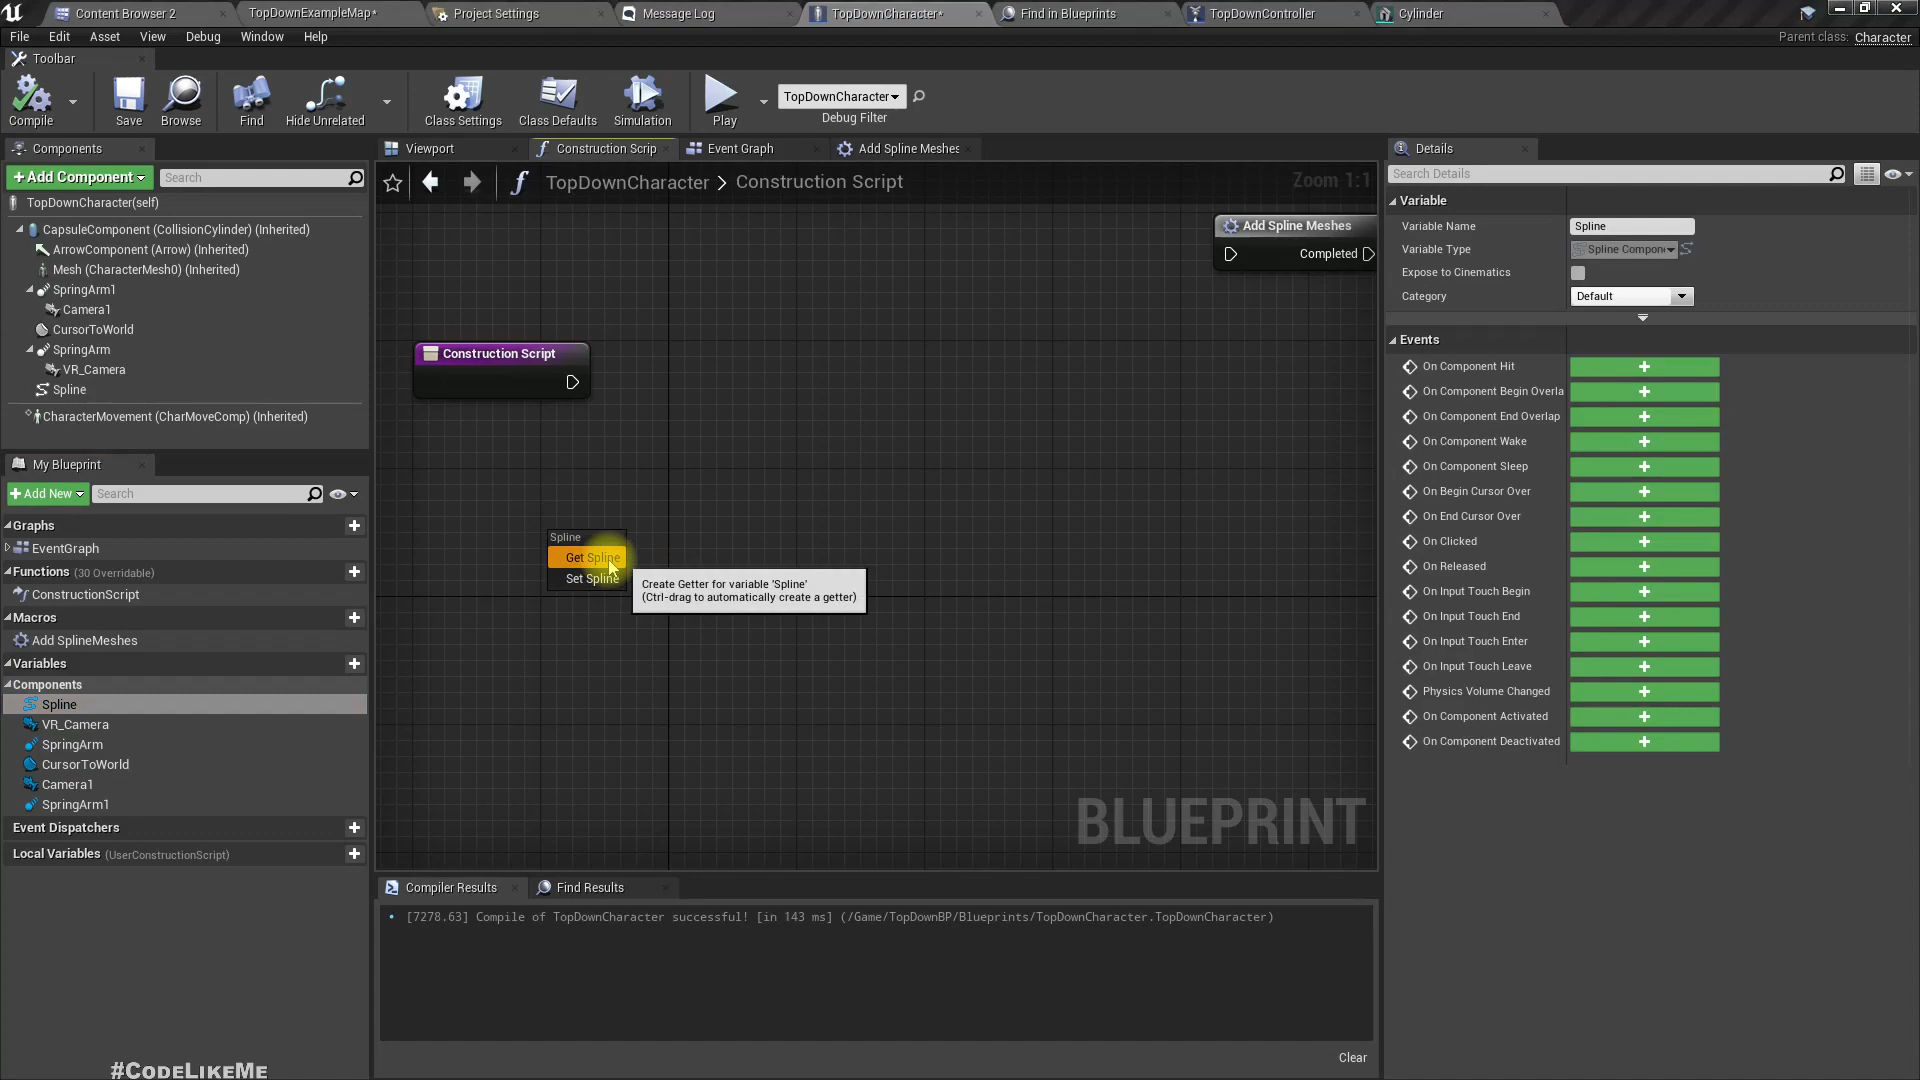 Content Browser 2
TopDownExampleMap*
Project Settings
Message Log
TopDownCharacter*
Find in Blueprints
TopDownController
Cylinder
File Edit Asset View Debug Window Help
Parent class: Character
Toolbar
Compile
Save
Browse
Find
Hide Unrelated
Class Settings
Class Defaults
Simulation
Play
TopDownCharacter
Debug Filter
Components
+Add Component
Search
TopDownCharacter(self)
CapsuleComponent (CollisionCylinder) (Inherited)
ArrowComponent (Arrow) (Inherited)
Mesh (CharacterMesh0) (Inherited)
SpringArm1
Camera1
CursorToWorld
SpringArm
VR_Camera
Spline
CharacterMovement (CharMoveComp) (Inherited)
My Blueprint
+Add New
Search
Graphs
EventGraph
Functions (30 Overridable)
ConstructionScript
Macros
Add SplineMeshes
Variables
Components
Spline
VR_Camera
SpringArm
CursorToWorld
Camera1
SpringArm1
Event Dispatchers
Local Variables (UserConstructionScript)
#CodeLikeMe
Viewport
Construction Scrip
Event Graph
Add Spline Meshes
TopDownCharacter > Construction Script
Zoom 1:1
Add Spline Meshes
Completed
Construction Script
Spline
Get Spline
Set Spline
Create Getter for variable 'Spline'
(Ctrl-drag to automatically create a getter)
BLUEPRINT
Compiler Results
Find Results
[7278.63] Compile of TopDownCharacter successful! [in 143 ms] (/Game/TopDownBP/Blueprints/TopDownCharacter.TopDownCharacter)
Clear
Details
Search Details
Variable
Variable Name Spline
Variable Type Spline Compon
Expose to Cinematics
Category Default
Events
On Component Hit
On Component Begin Overla
On Component End Overlap
On Component Wake
On Component Sleep
On Begin Cursor Over
On End Cursor Over
On Clicked
On Released
On Input Touch Begin
On Input Touch End
On Input Touch Enter
On Input Touch Leave
Physics Volume Changed
On Component Activated
On Component Deactivated